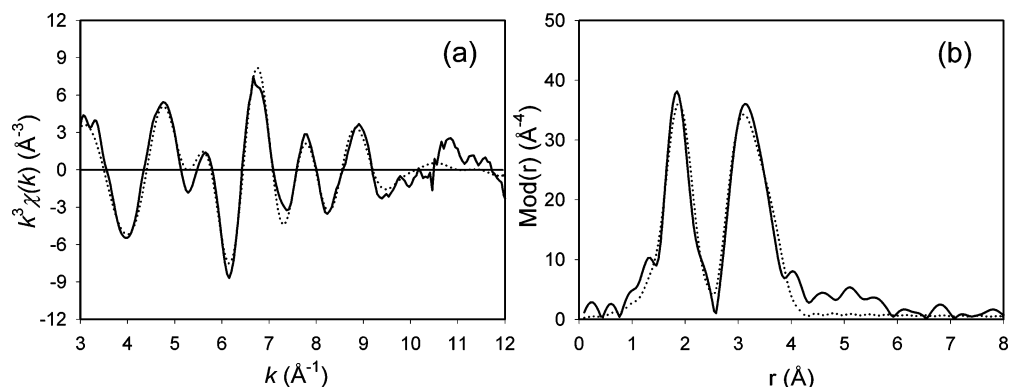 12
9
6
3
0
-3
-6
-9
-12
k³χ(k) (Å⁻³)
(a)
3 4 5 6 7 8 9 10 11 12
k (Å⁻¹)
50
40
30
20
10
0
Mod(r) (Å⁻⁴)
(b)
0 1 2 3 4 5 6 7 8
r (Å)